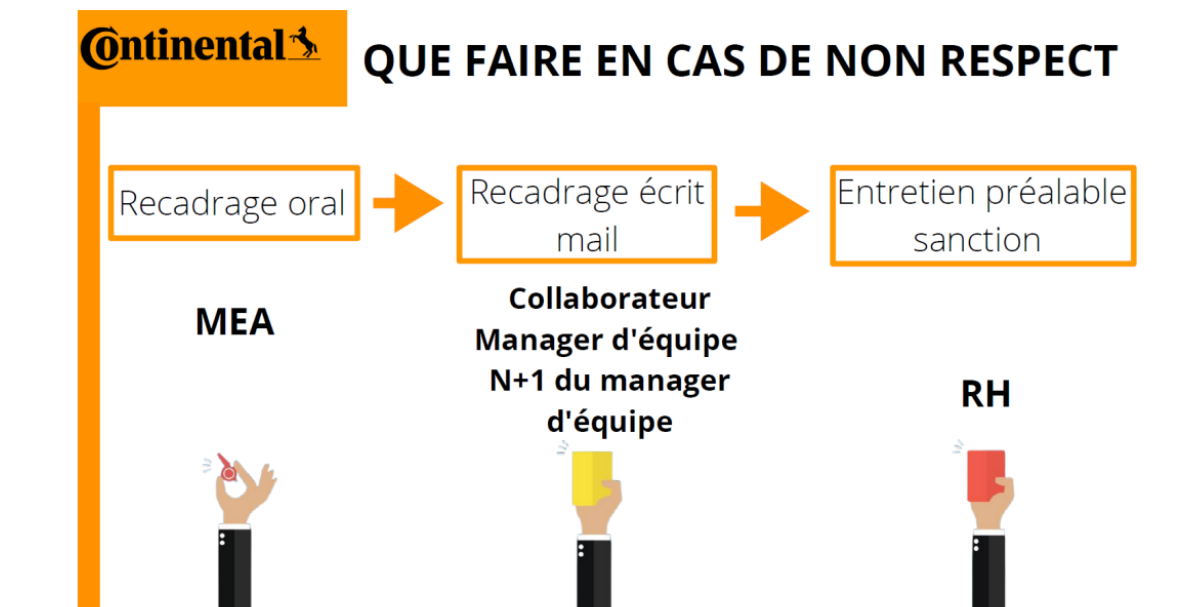 Continental
QUE FAIRE EN CAS DE NON RESPECT
Recadrage oral
Recadrage écrit
mail
Entretien préalable
sanction
MEA
Collaborateur
Manager d'équipe
N+1 du manager
d'équipe
RH